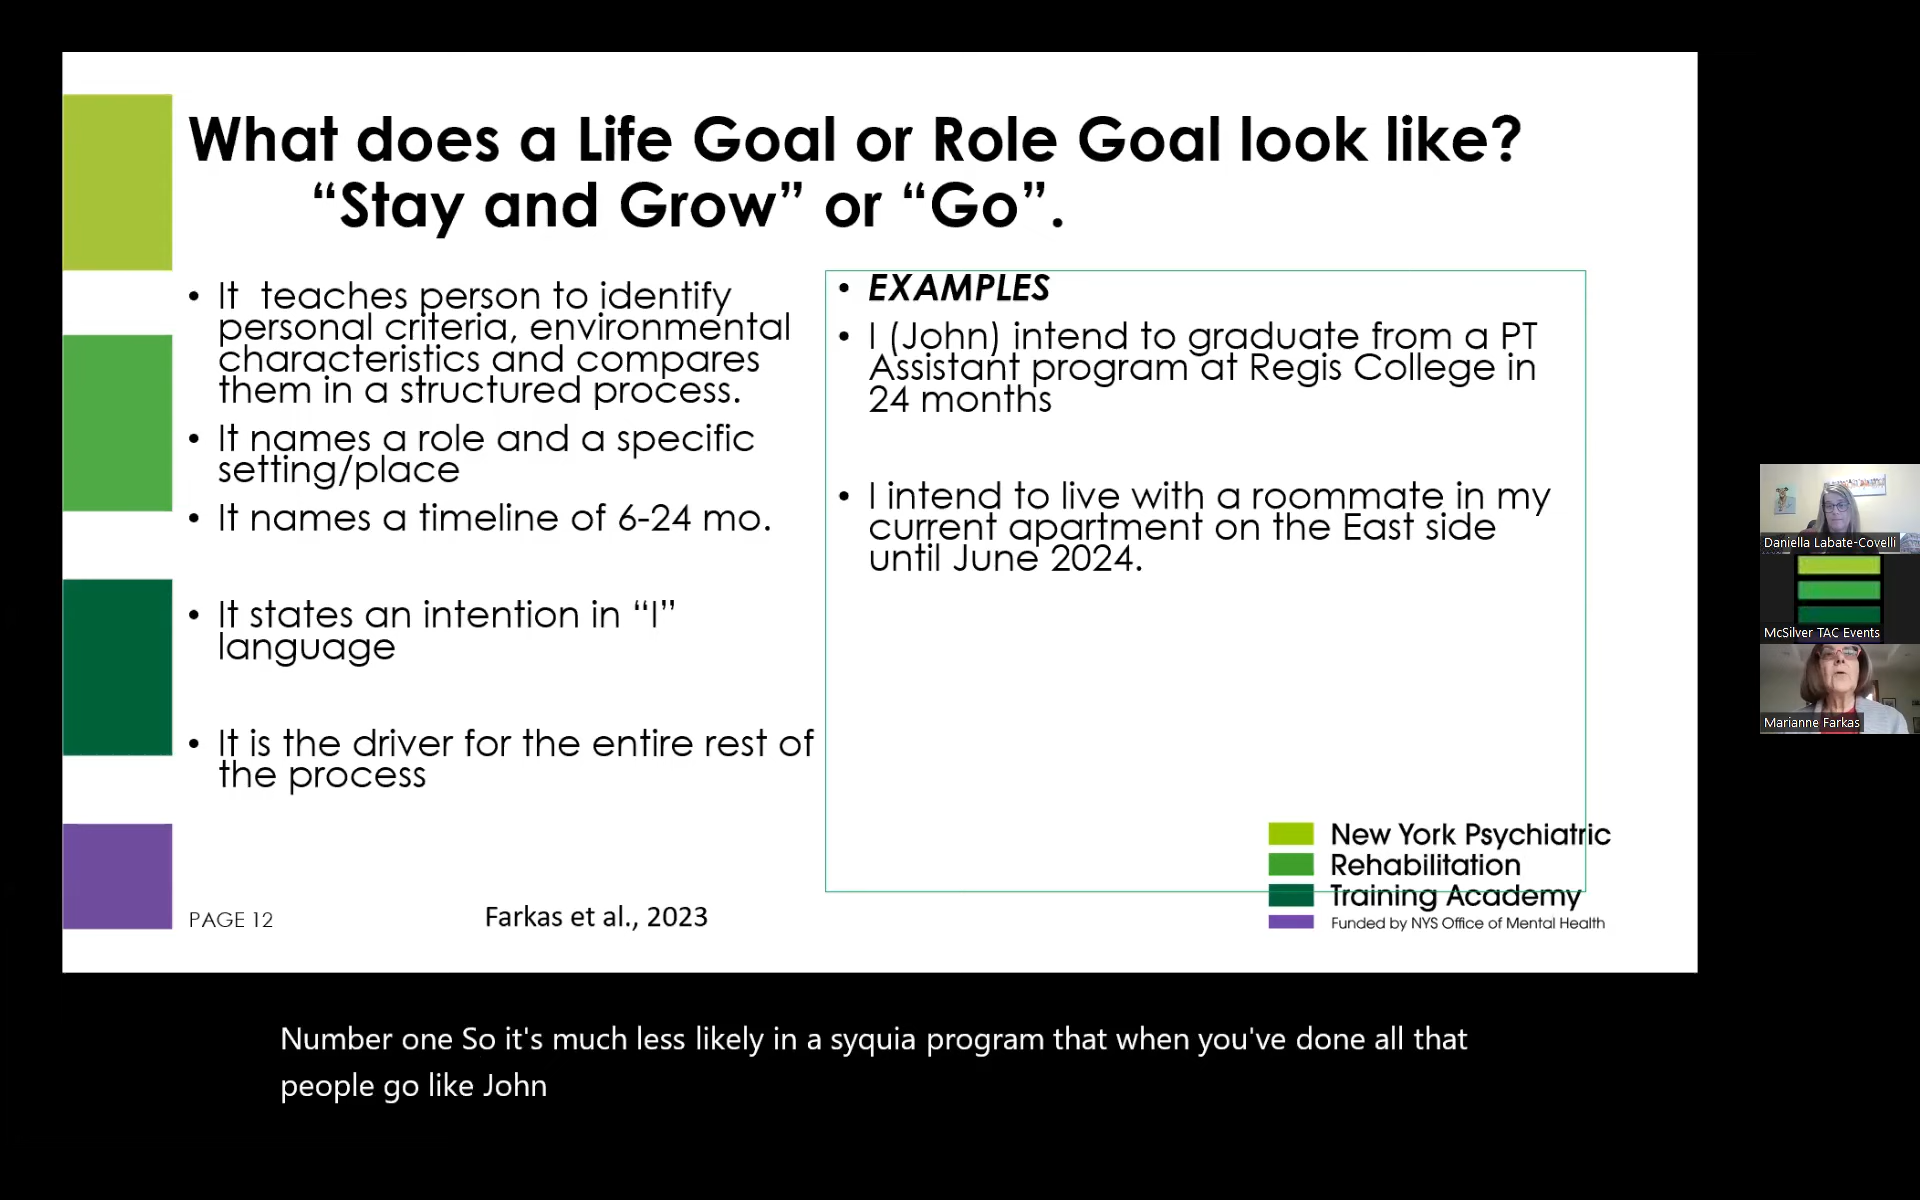 What does a Life Goal or Role Goal look like?
“Stay and Grow” or “Go”.
• It  teaches person to identify
personal criteria, environmental
characteristics and compares
them in a structured process.
• It names a role and a specific
setting/place
• It names a timeline of 6-24 mo.
• It states an intention in “I”
language
• It is the driver for the entire rest of
the process
• EXAMPLES
• I (John) intend to graduate from a PT
Assistant program at Regis College in
24 months
• I intend to live with a roommate in my
current apartment on the East side
until June 2024.
PAGE 12
Farkas et al., 2023
New York Psychiatric
Rehabilitation
Training Academy
Funded by NYS Office of Mental Health
Daniella Labate-Covelli
McSilver TAC Events
Marianne Farkas
Number one So it's much less likely in a syquia program that when you've done all that
people go like John